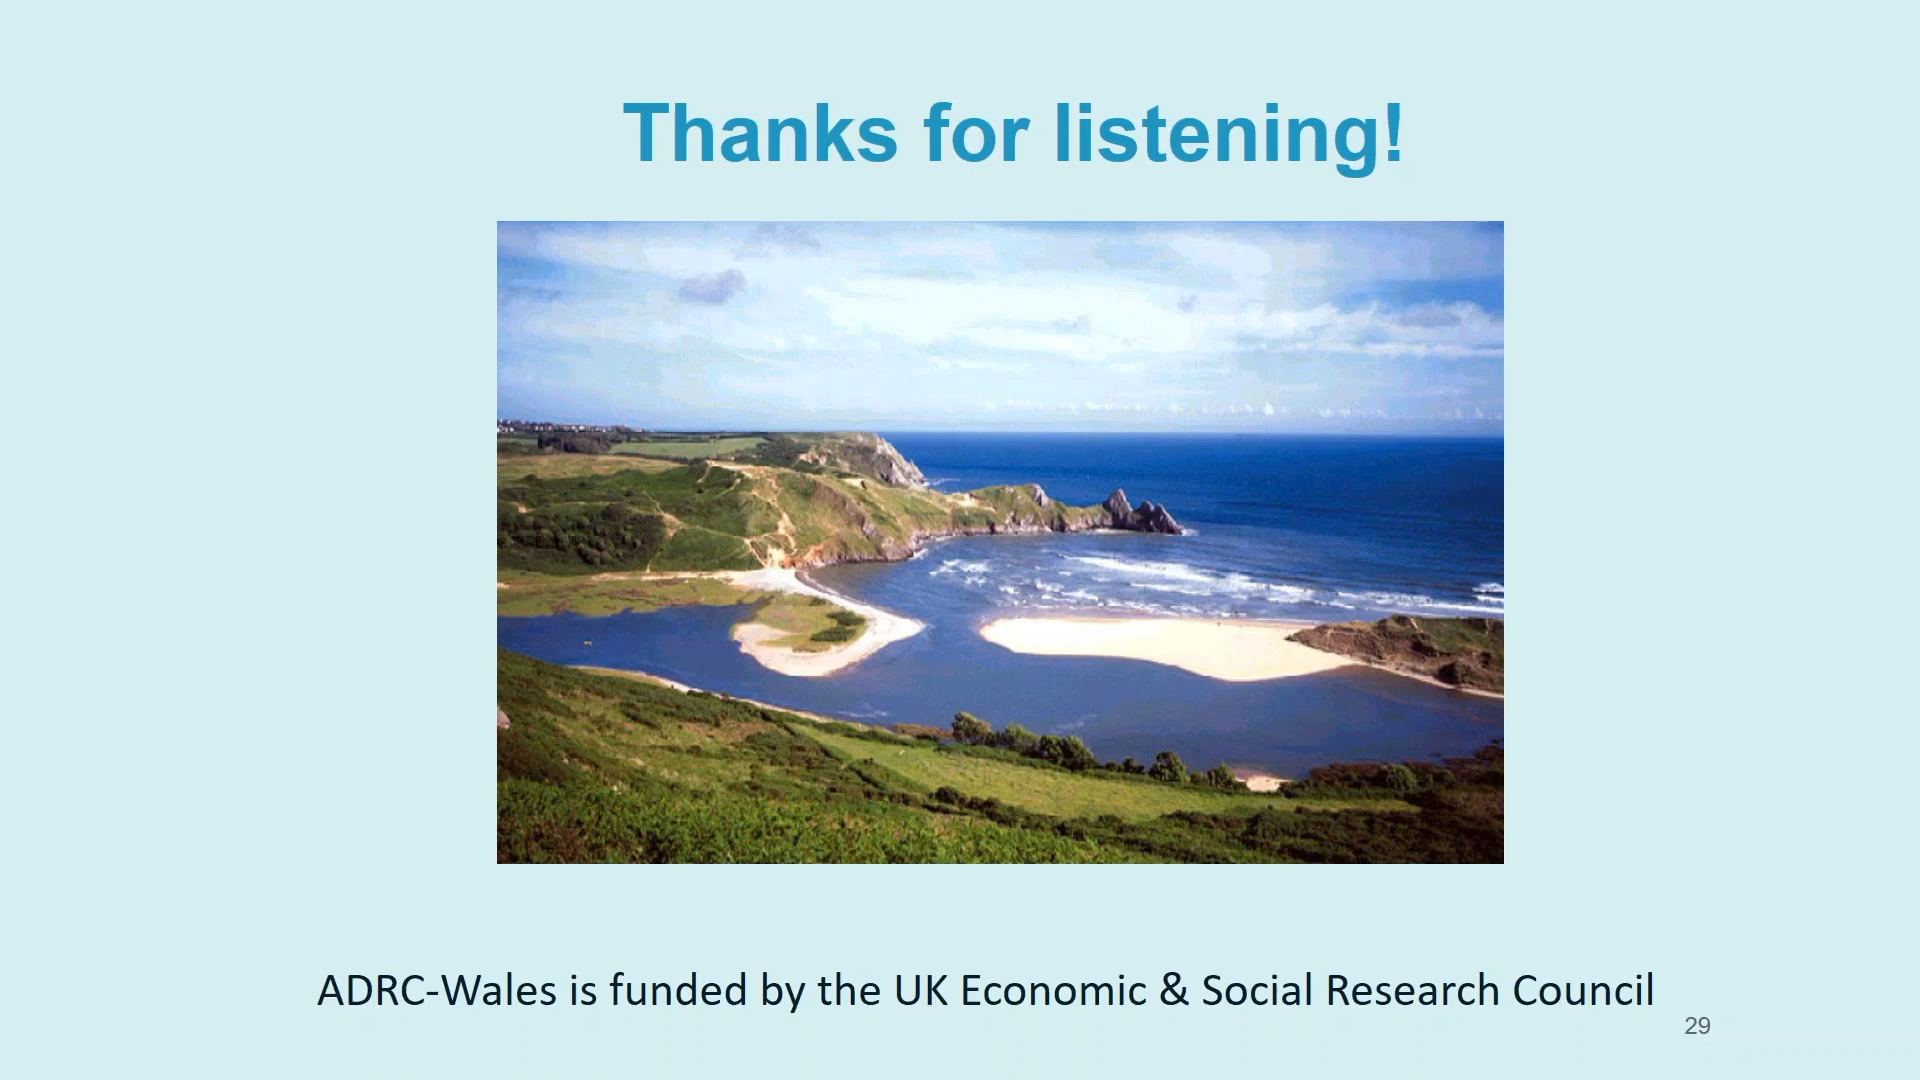 Thanks for listening!
ADRC-Wales is funded by the UK Economic & Social Research Council
29